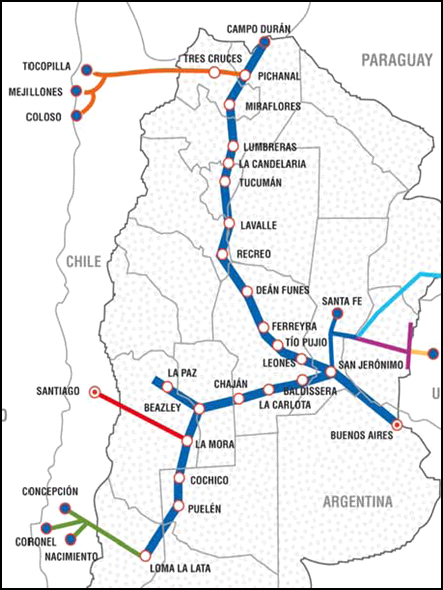 CAMPO DURÁN
TRES CRUCES
PARAGUAY
TOCOPILLA
PICHANAL
MEJILLONES
MIRAFLORES
COLOSO
LUMBRERAS
LA CANDELARIA
TUCUMÁN
LAVALLE
RECREO
CHILE
DEÁN FUNES
SANTA FE
FERREYRA
TÍO PUJIO
LEONES
SAN JERÓNIMO
LA PAZ
CHAJÁN
SANTIAGO
BALDISSERA
U
BEAZLEY
LA CARLOTA
BUENOS AIRES
LA MORA
COCHICO
CONCEPCIÓN
PUELÉN
ARGENTINA
CORONEL
NACIMIENTO
LOMA LA LATA